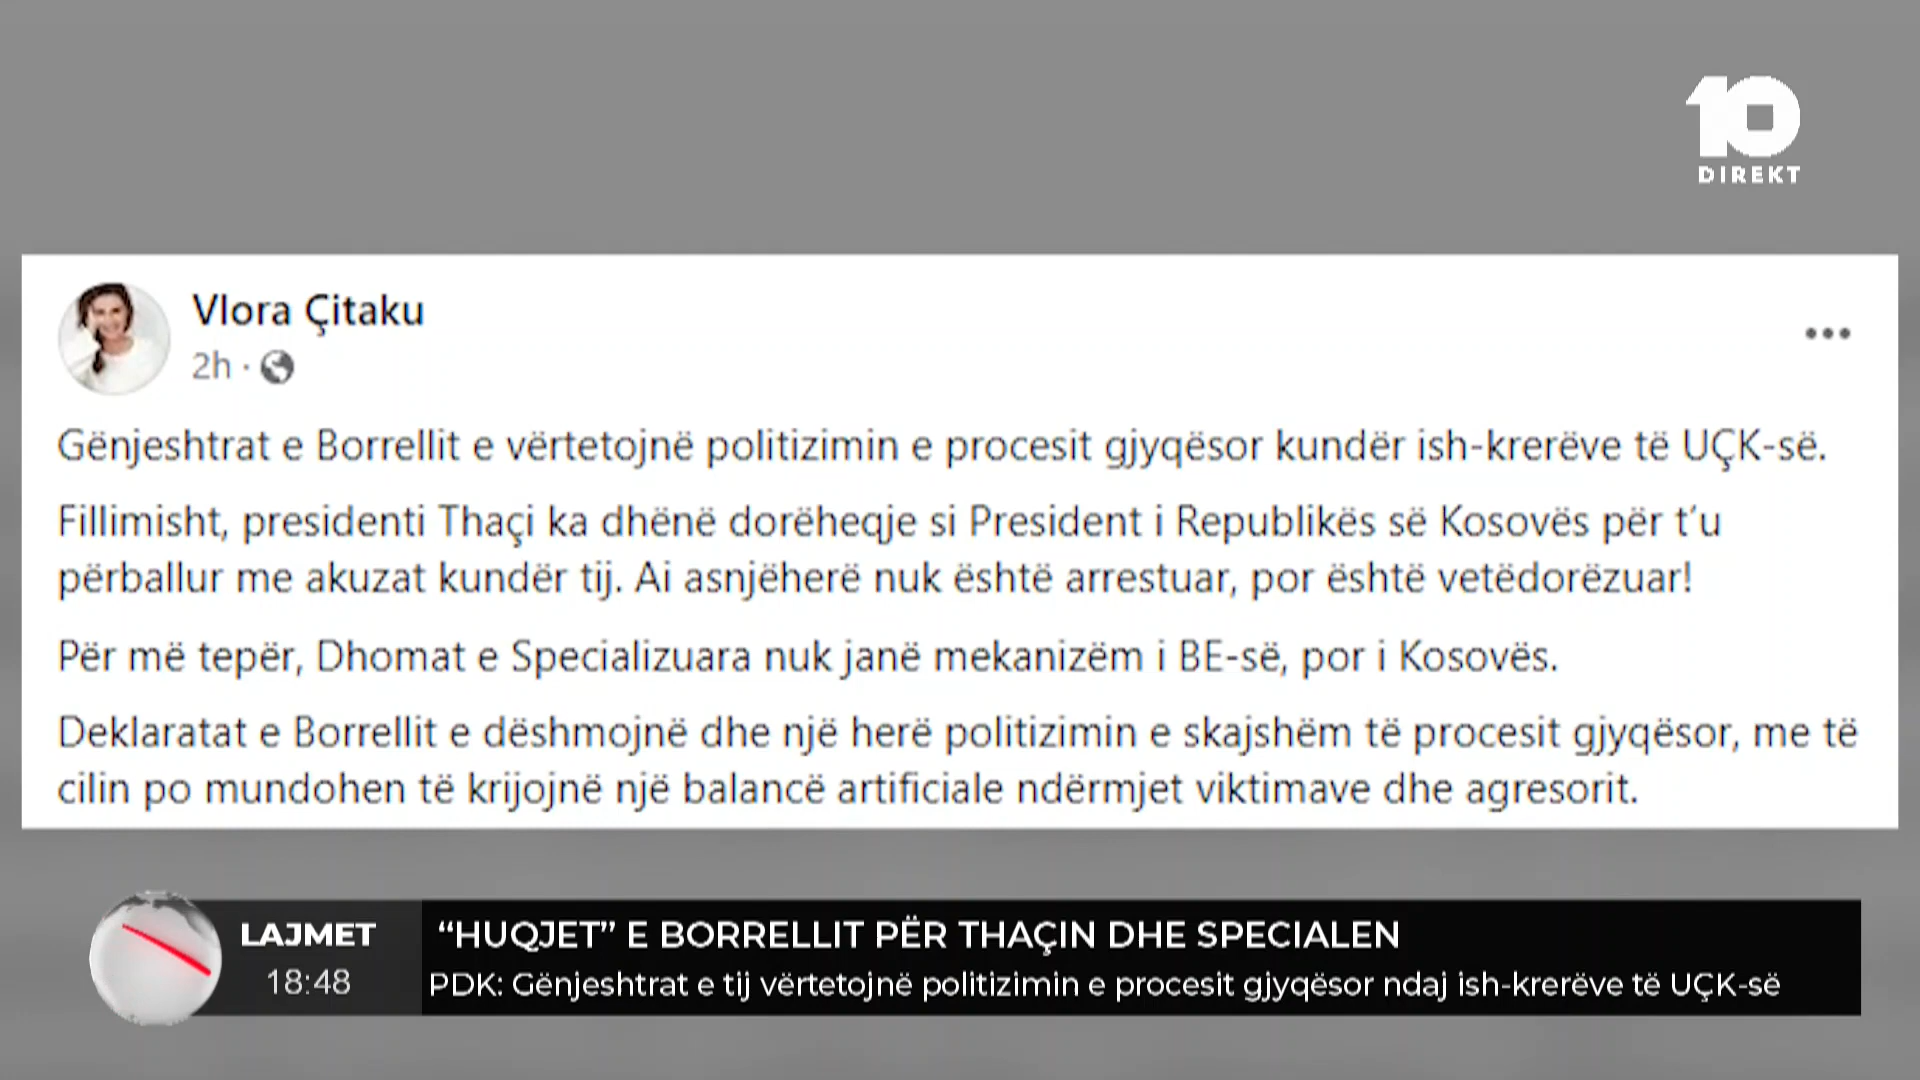 10
DIREKT
Vlora Çitaku
2h ·
Gënjeshtrat e Borrellit e vërtetojnë politizimin e procesit gjyqësor kundër ish-krerëve të UÇK-së.
Fillimisht, presidenti Thaçi ka dhënë dorëheqje si President i Republikës së Kosovës për t’u
përballur me akuzat kundër tij. Ai asnjëherë nuk është arrestuar, por është vetëdorëzuar!
Për më tepër, Dhomat e Specializuara nuk janë mekanizëm i BE-së, por i Kosovës.
Deklaratat e Borrellit e dëshmojnë dhe një herë politizimin e skajshëm të procesit gjyqësor, me të
cilin po mundohen të krijojnë një balancë artificiale ndërmjet viktimave dhe agresorit.
LAJMET
18:48
“HUQJET” E BORRELLIT PËR THAÇIN DHE SPECIALEN
PDK: Gënjeshtrat e tij vërtetojnë politizimin e procesit gjyqësor ndaj ish-krerëve të UÇK-së